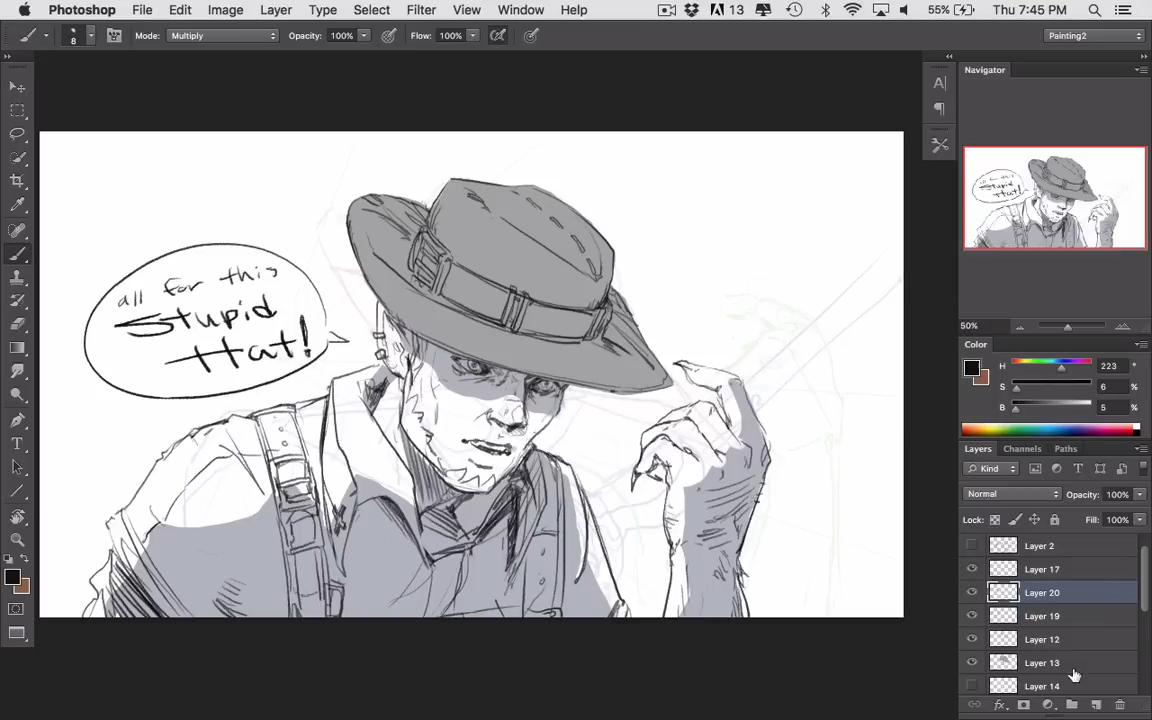 Photoshop File Edit Image Layer Type Select Filter View Window Help 13 55% Thu 7:45 PM
8 Mode: Multiply Opacity: 100% Flow: 100% Painting2
Navigator
all for this
Stupid
Hat!
50%
Color
H 223 °
S 6 %
B 5 %
Layers Channels Paths
Kind
Normal Opacity: 100%
Lock: Fill: 100%
Layer 2
Layer 17
Layer 20
Layer 19
Layer 12
Layer 13
Layer 14